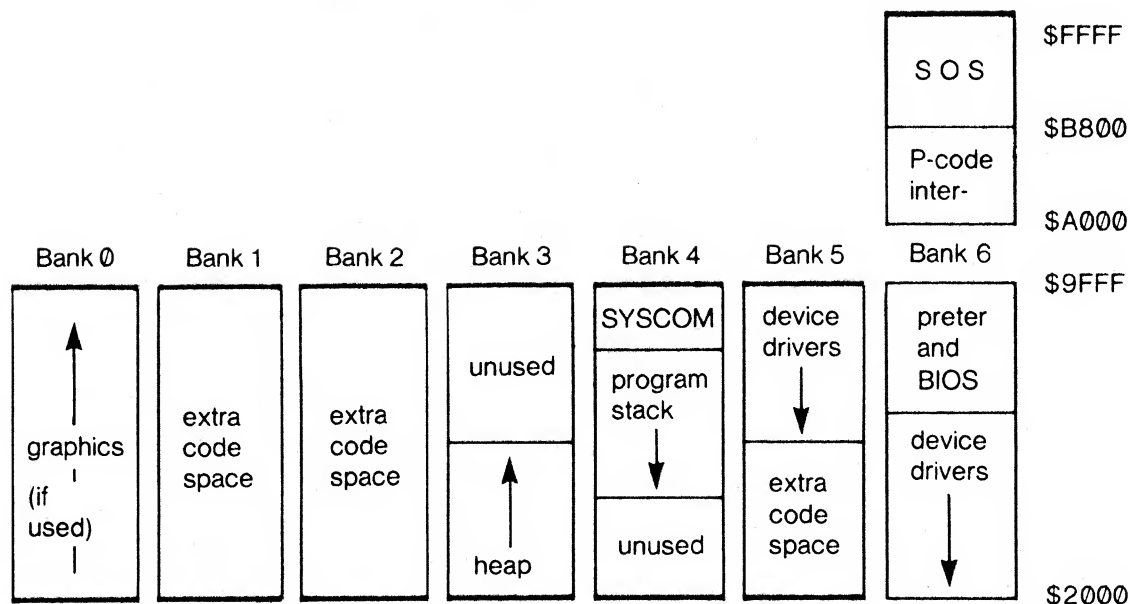 $FFFF
S O S
$B800
P-code
inter-
$A000
Bank 0 Bank 1 Bank 2 Bank 3 Bank 4 Bank 5 Bank 6
$9FFF
graphics
(if
used)
extra
code
space
extra
code
space
unused
heap
SYSCOM
program
stack
unused
device
drivers
extra
code
space
preter
and
BIOS
device
drivers
$2000